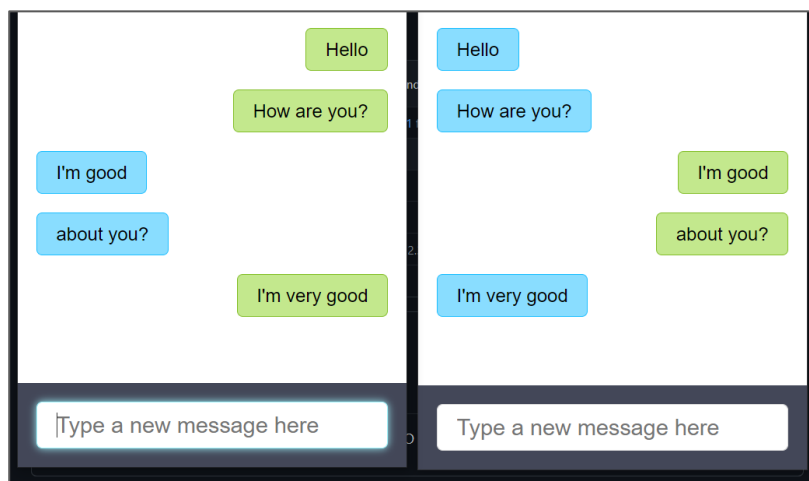 Hello
How are you?
I'm good
about you?
I'm very good
Type a new message here
Hello
How are you?
I'm good
about you?
I'm very good
Type a new message here